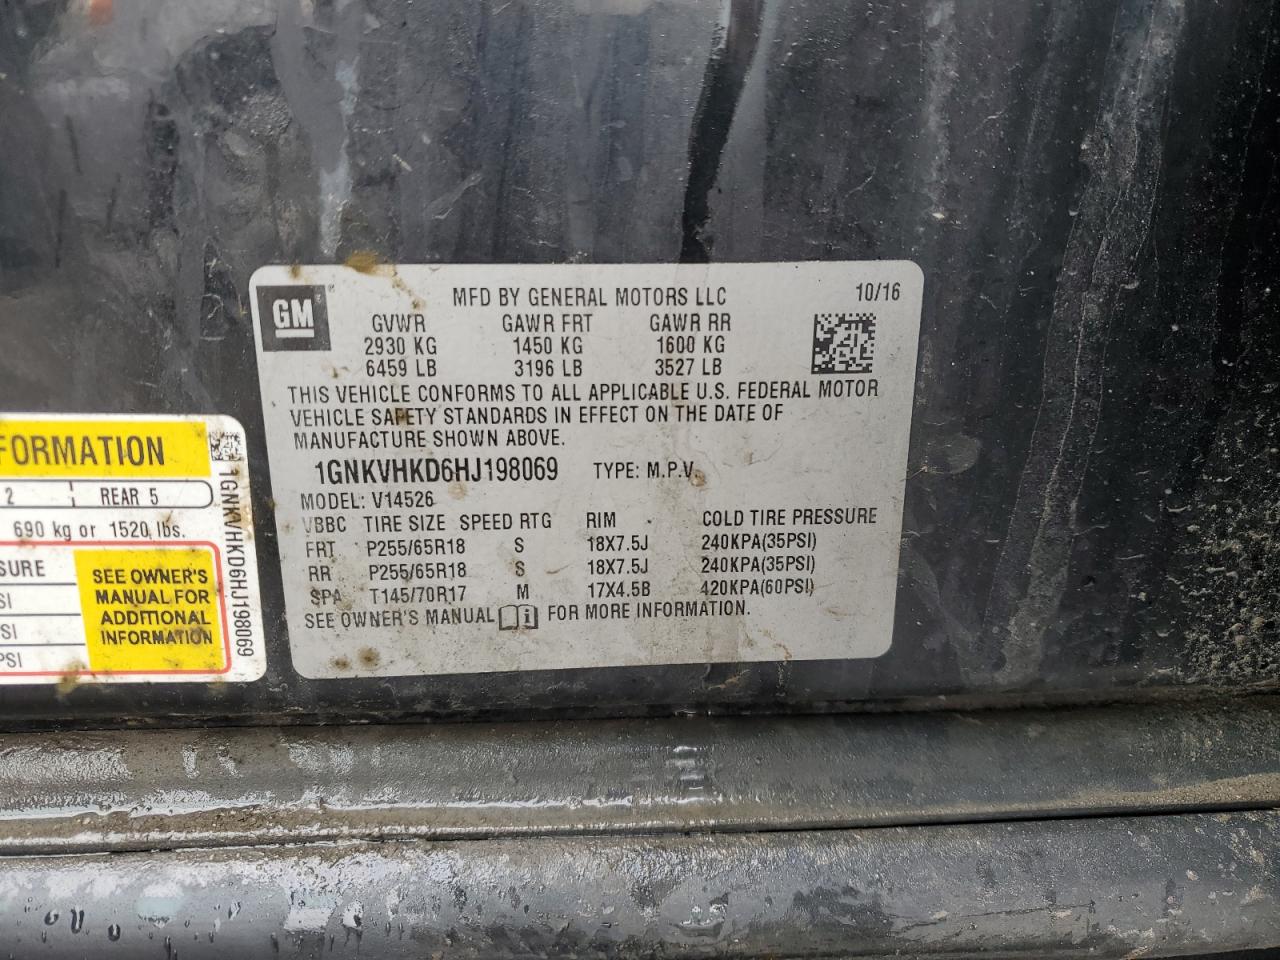 GM
MFD BY GENERAL MOTORS LLC 10/16
GVWR GAWR FRT GAWR RR
2930 KG 1450 KG 1600 KG
6459 LB 3196 LB 3527 LB
THIS VEHICLE CONFORMS TO ALL APPLICABLE U.S. FEDERAL MOTOR
VEHICLE SAFETY STANDARDS IN EFFECT ON THE DATE OF
MANUFACTURE SHOWN ABOVE.
1GNKVHKD6HJ198069 TYPE: M.P.V.
MODEL: V14526
VBBC TIRE SIZE SPEED RTG RIM COLD TIRE PRESSURE
FRT P255/65R18 S 18X7.5J 240KPA(35PSI)
RR P255/65R18 S 18X7.5J 240KPA(35PSI)
SPA T145/70R17 M 17X4.5B 420KPA(60PSI)
SEE OWNER'S MANUAL FOR MORE INFORMATION.
FORMATION
2 REAR 5
690 kg or 1520 lbs.
SURE
SI
SI
PSI
SEE OWNER'S
MANUAL FOR
ADDITIONAL
INFORMATION
1GNKVHKD6HJ198069